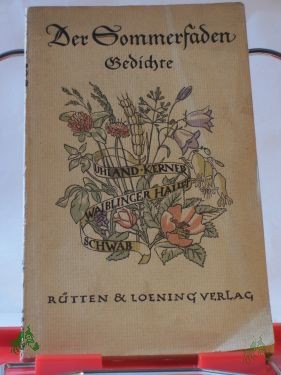 Der Sommerfaden
Gedichte
UHLAND · KERNER
WAIBLINGER HAUFF
SCHWAB
RÜTTEN & LOENING VERLAG